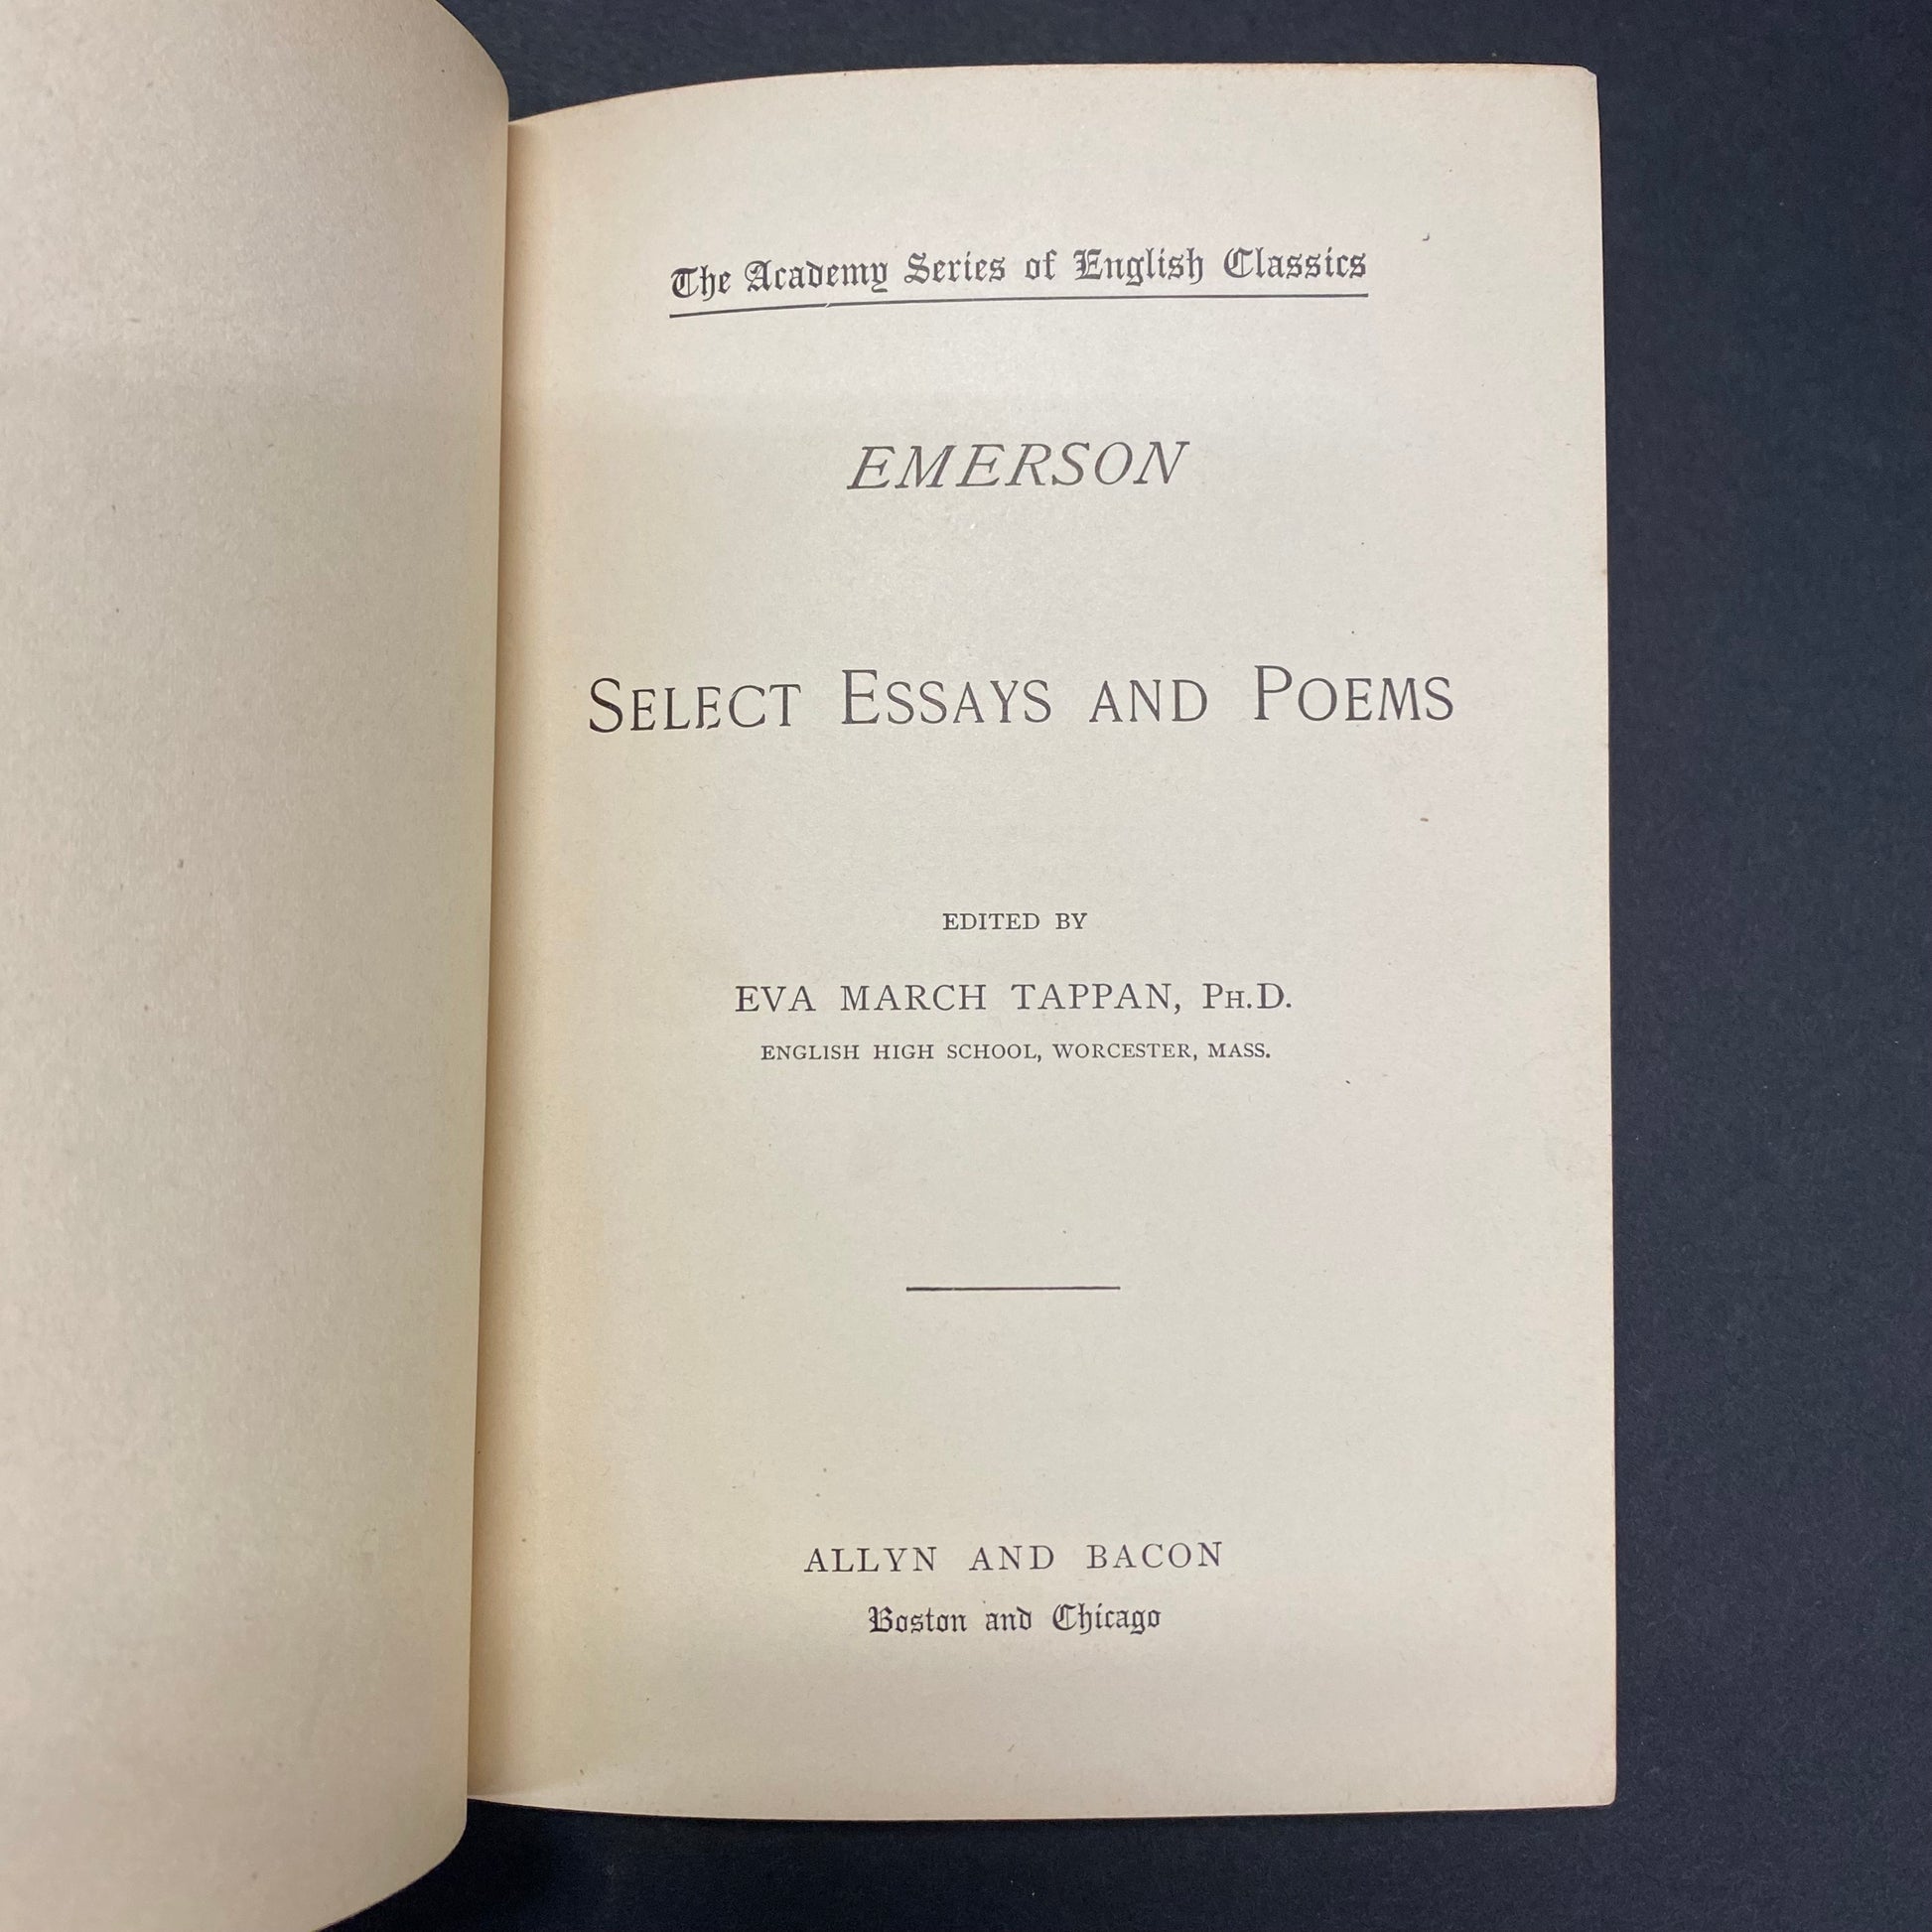 The Academy Series of English Classics
EMERSON
SELECT ESSAYS AND POEMS
EDITED BY
EVA MARCH TAPPAN, PH.D.
ENGLISH HIGH SCHOOL, WORCESTER, MASS.
ALLYN AND BACON
Boston and Chicago